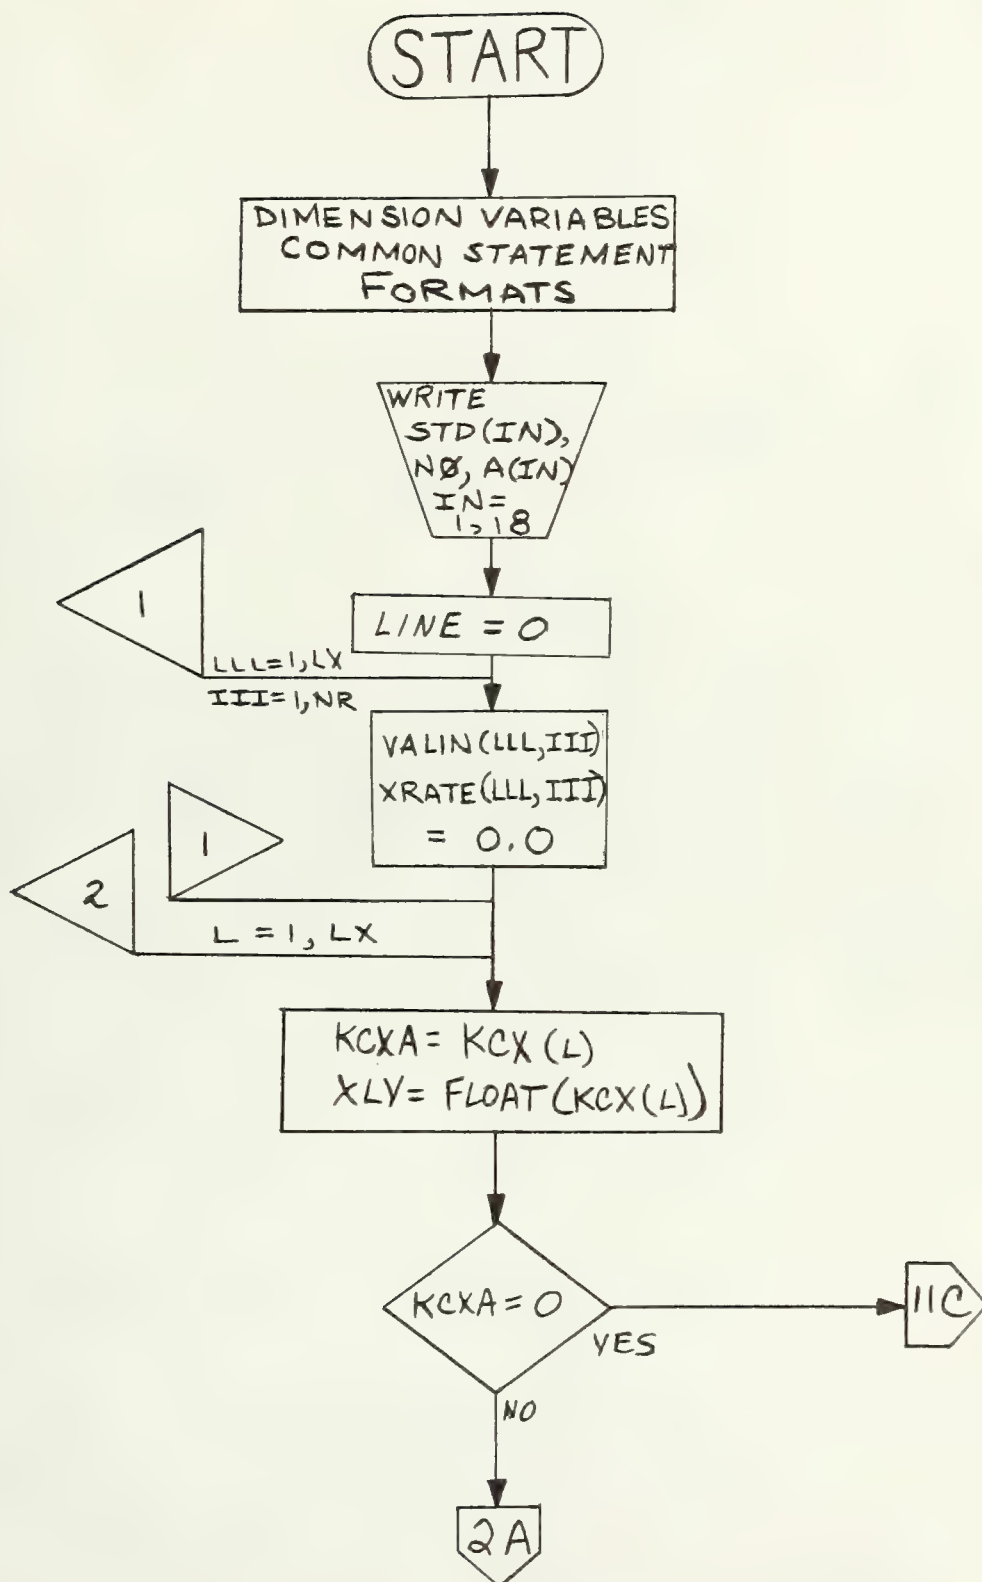 START
DIMENSION VARIABLES
COMMON STATEMENT
FORMATS
WRITE
STD(IN),
NØ, A(IN)
IN=
1,18
LINE = 0
1
LLL=1,LX
III=1,NR
VALIN(LLL,III)
XRATE(LLL,III)
= 0.0
1
2
L = 1, LX
KCXA = KCX(L)
XLY = FLOAT(KCX(L))
KCXA = 0
YES
11C
NO
2A